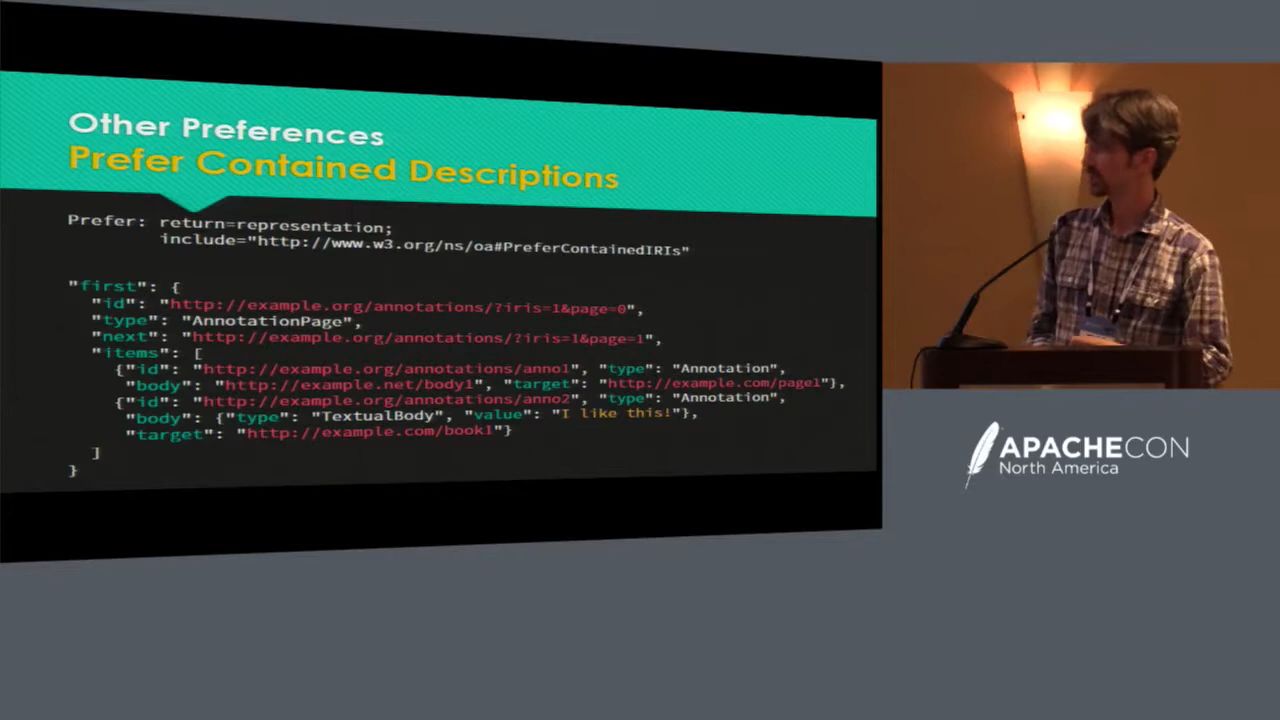 Other Preferences
Prefer Contained Descriptions
Prefer: return=representation;
include="http://www.w3.org/ns/oa#PreferContainedIRIs"
"first": {
"id": "http://example.org/annotations/?iris=1&page=0",
"type": "AnnotationPage",
"next": "http://example.org/annotations/?iris=1&page=1",
"items": [
{"id": "http://example.org/annotations/anno1", "type": "Annotation",
"body": "http://example.net/body1", "target": "http://example.com/page1"},
{"id": "http://example.org/annotations/anno2", "type": "Annotation",
"body": {"type": "TextualBody", "value": "I like this!"},
"target": "http://example.com/book1"}
]
}
APACHECON
North America